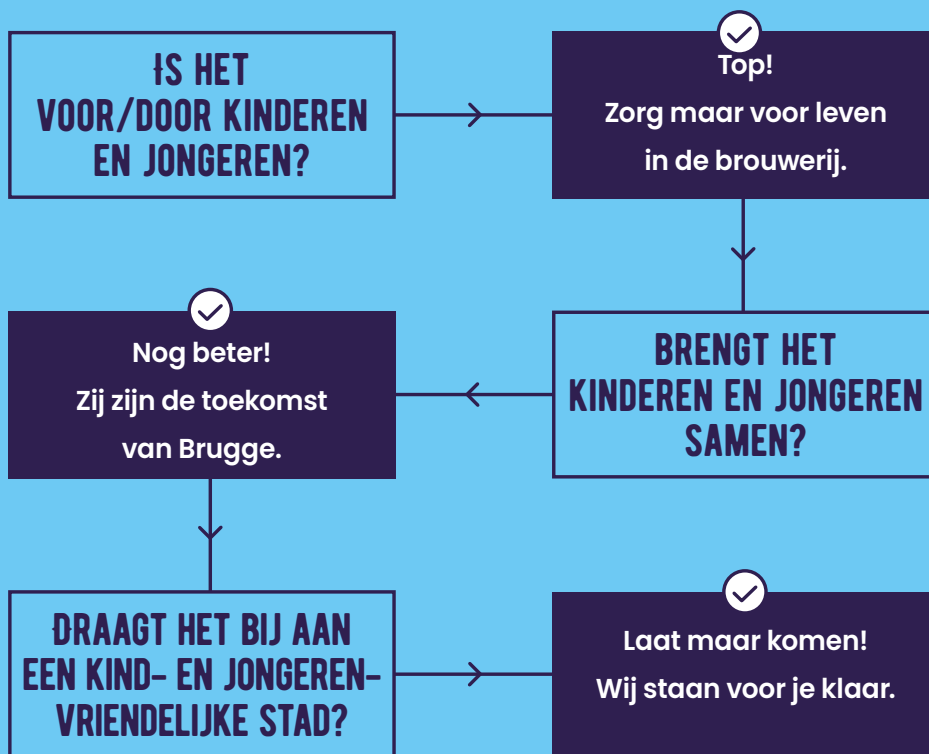 IS HET
VOOR/DOOR KINDEREN
EN JONGEREN?
Top!
Zorg maar voor leven
in de brouwerij.
BRENGT HET
KINDEREN EN JONGEREN
SAMEN?
Nog beter!
Zij zijn de toekomst
van Brugge.
DRAAGT HET BIJ AAN
EEN KIND- EN JONGEREN-
VRIENDELIJKE STAD?
Laat maar komen!
Wij staan voor je klaar.